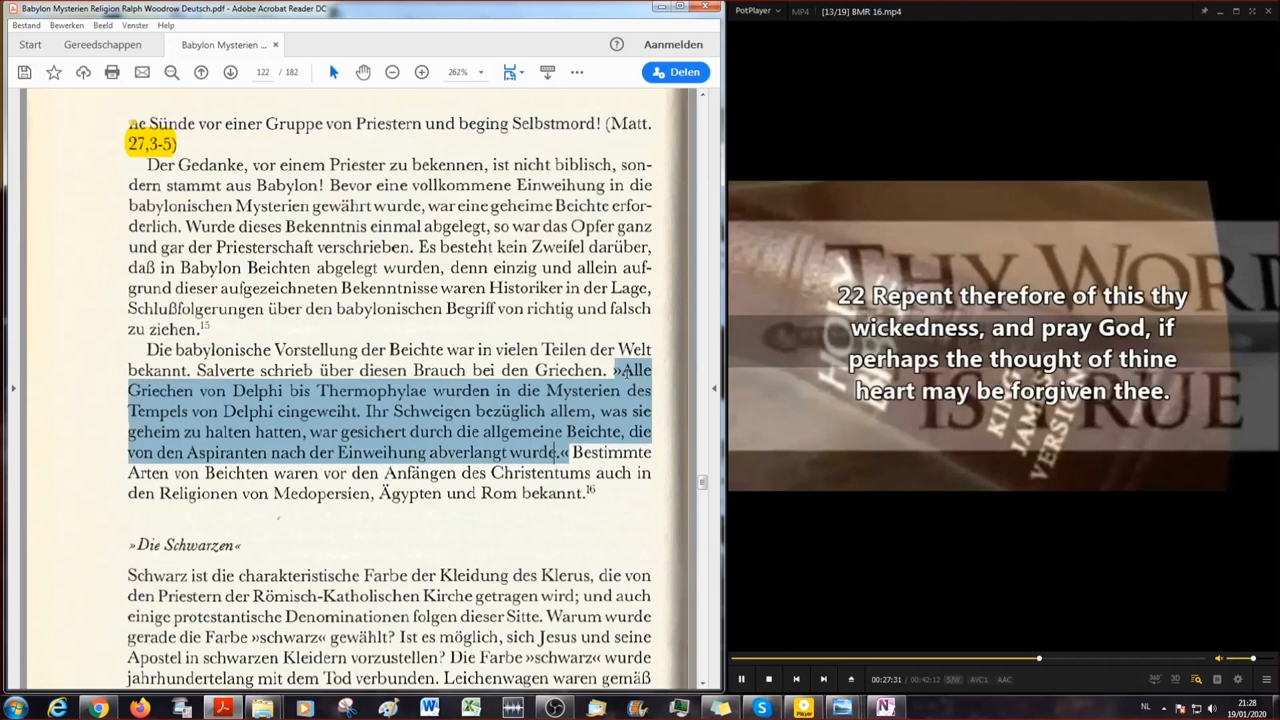 Babylon Mysterien Religion Ralph Woodrow Deutsch.pdf - Adobe Acrobat Reader DC
Bestand Bewerken Beeld Venster Help
Start Gereedschappen Babylon Mysterien ... × Aanmelden
122 / 182 262% Delen
ne Sünde vor einer Gruppe von Priestern und beging Selbstmord! (Matt.
27,3-5)
Der Gedanke, vor einem Priester zu bekennen, ist nicht biblisch, son-
dern stammt aus Babylon! Bevor eine vollkommene Einweihung in die
babylonischen Mysterien gewährt wurde, war eine geheime Beichte erfor-
derlich. Wurde dieses Bekenntnis einmal abgelegt, so war das Opfer ganz
und gar der Priesterschaft verschrieben. Es besteht kein Zweifel darüber,
daß in Babylon Beichten abgelegt wurden, denn einzig und allein auf-
grund dieser aufgezeichneten Bekenntnisse waren Historiker in der Lage,
Schlußfolgerungen über den babylonischen Begriff von richtig und falsch
zu ziehen.15
Die babylonische Vorstellung der Beichte war in vielen Teilen der Welt
bekannt. Salverte schrieb über diesen Brauch bei den Griechen. »Alle
Griechen von Delphi bis Thermophylae wurden in die Mysterien des
Tempels von Delphi eingeweiht. Ihr Schweigen bezüglich allem, was sie
geheim zu halten hatten, war gesichert durch die allgemeine Beichte, die
von den Aspiranten nach der Einweihung abverlangt wurde.« Bestimmte
Arten von Beichten waren vor den Anfängen des Christentums auch in
den Religionen von Medopersien, Ägypten und Rom bekannt.16
»Die Schwarzen«
Schwarz ist die charakteristische Farbe der Kleidung des Klerus, die von
den Priestern der Römisch-Katholischen Kirche getragen wird; und auch
einige protestantische Denominationen folgen dieser Sitte. Warum wurde
gerade die Farbe »schwarz« gewählt? Ist es möglich, sich Jesus und seine
Apostel in schwarzen Kleidern vorzustellen? Die Farbe »schwarz« wurde
jahrhundertelang mit dem Tod verbunden. Leichenwagen waren gemäß
PotPlayer MP4 [13/19] BMR 16.mp4
THY WORD
IS TRUE
HOLY
KING
JAMES
VERSION
22 Repent therefore of this thy
wickedness, and pray God, if
perhaps the thought of thine
heart may be forgiven thee.
00:27:31 / 00:42:12 S/W AVC1 AAC
360° 3D
NL 21:28
19/01/2020